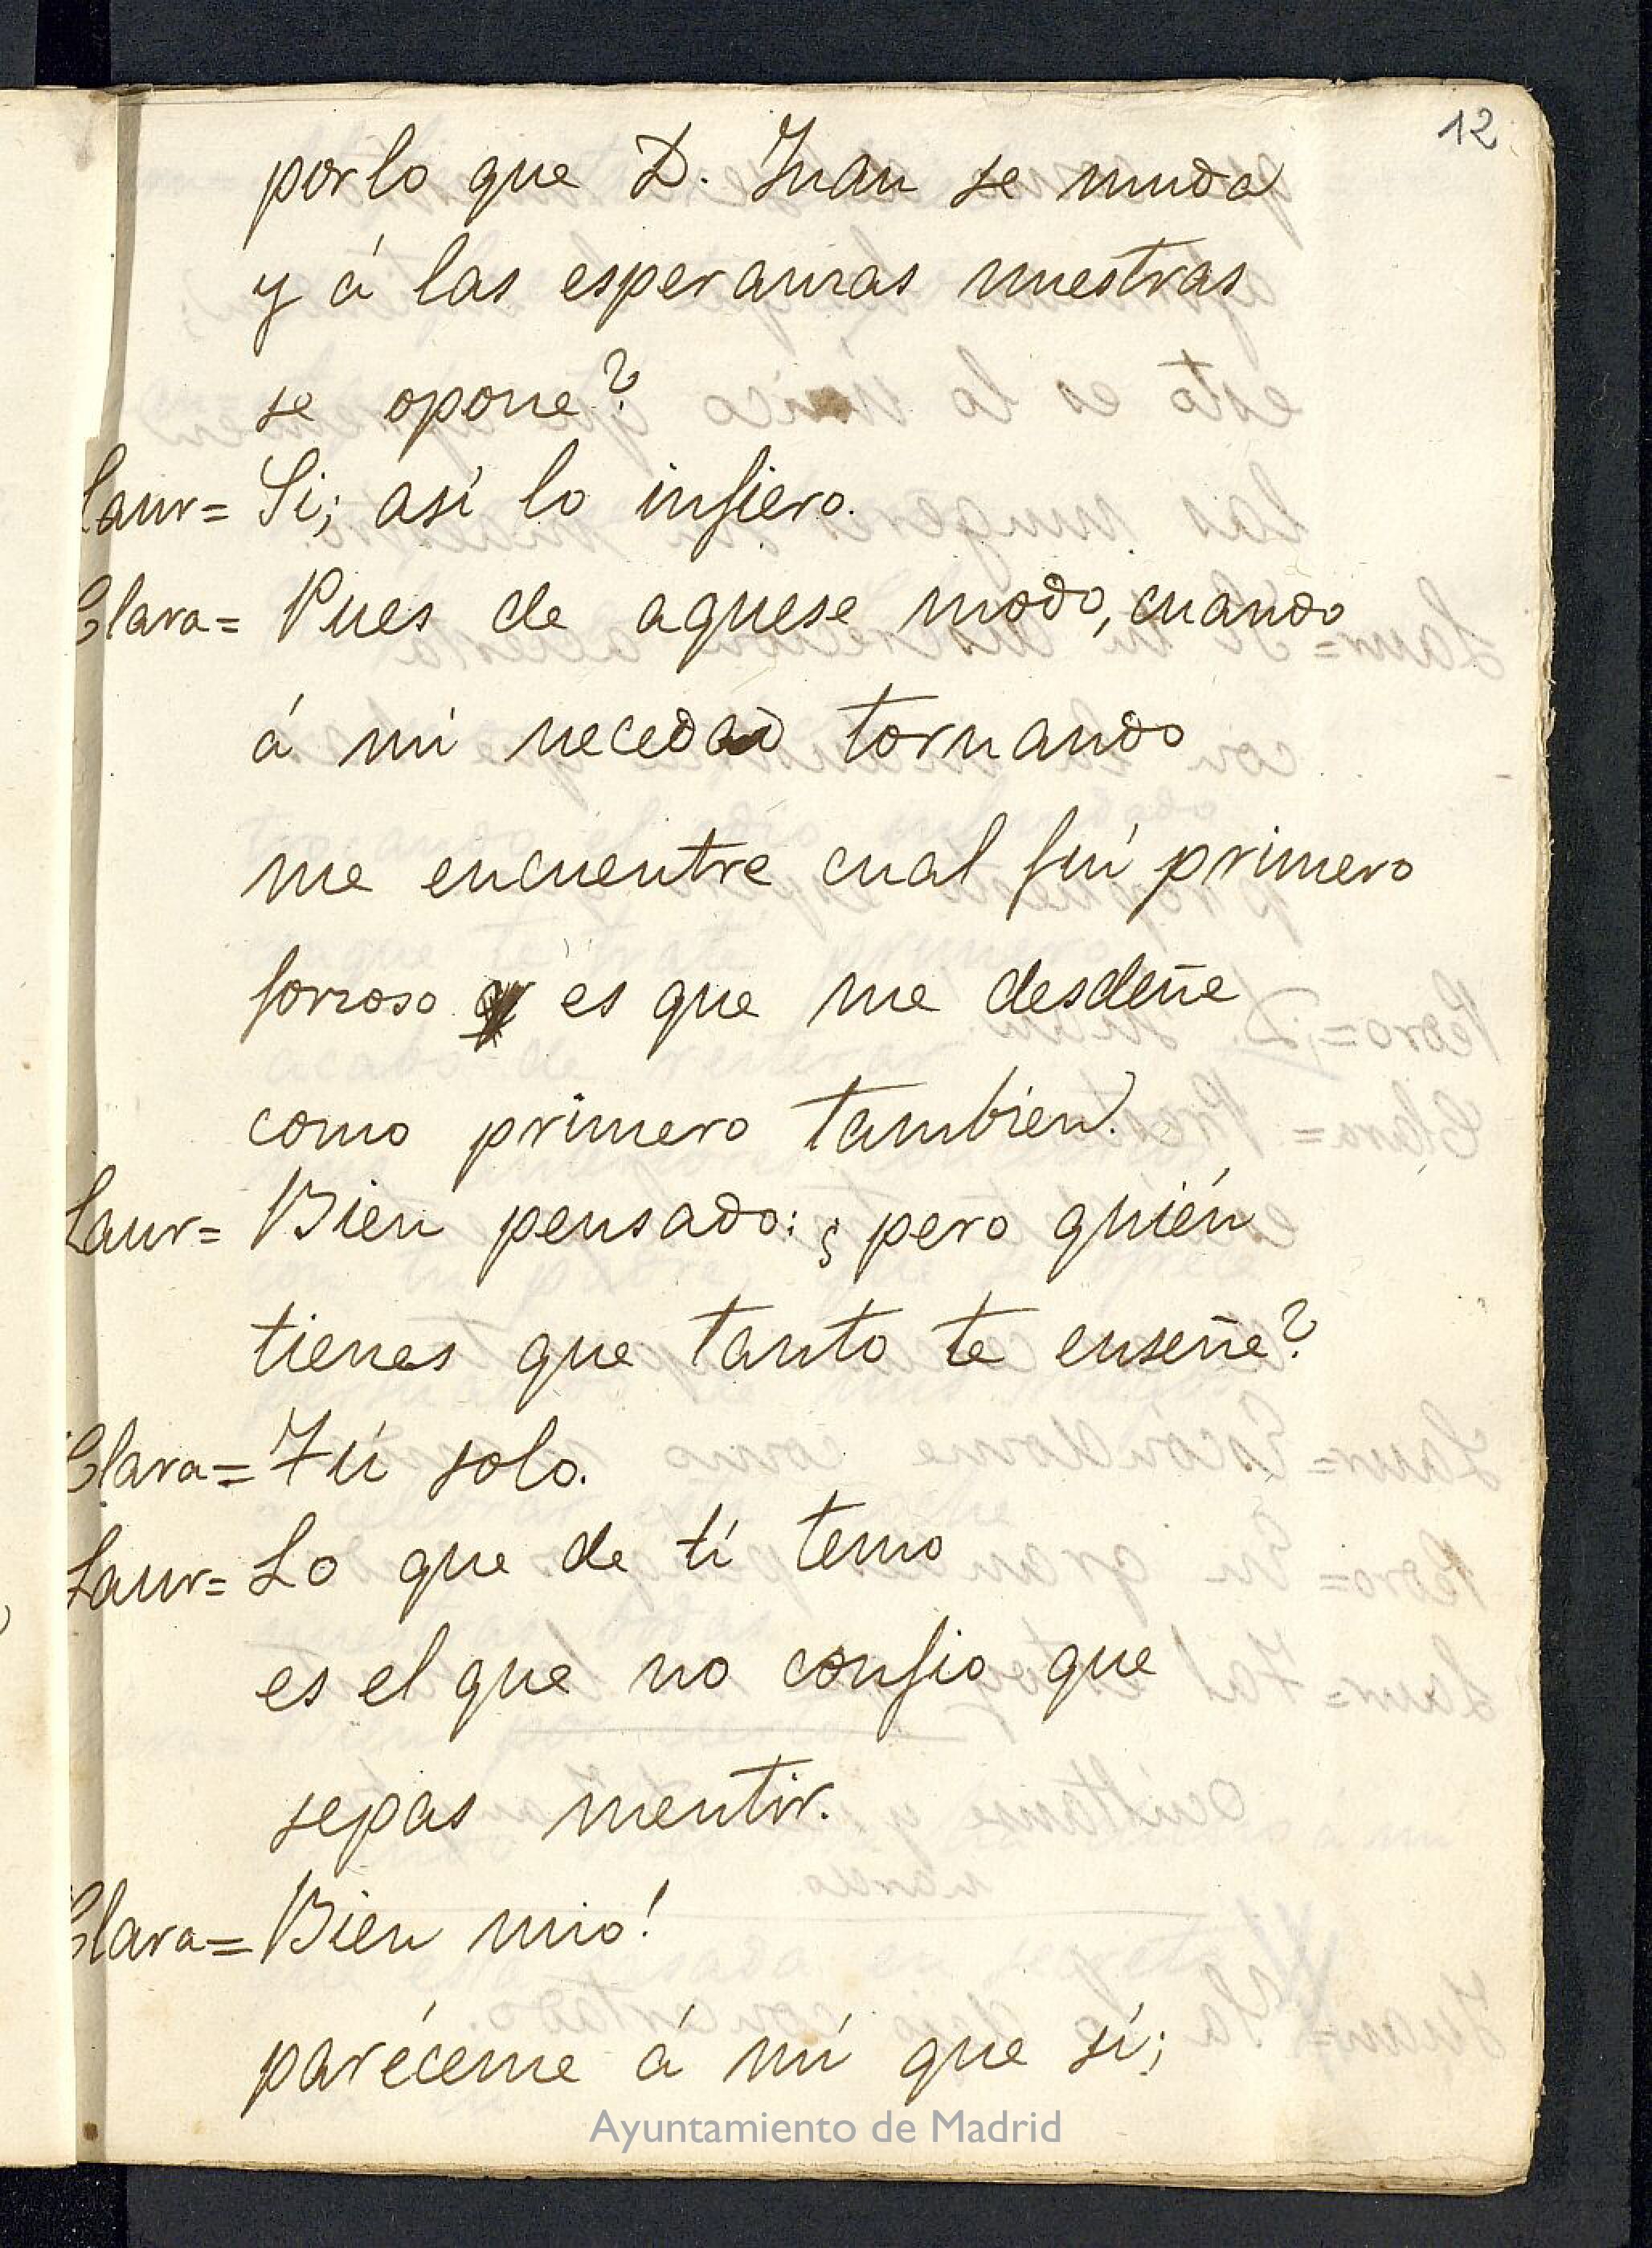 12
por lo que D. Juan se muda
y á las esperanzas nuestras
se opone?
Laur= Si; así lo infiero.
Clara= Pues de aquese modo, cuando
á mi necedad tornando
me encuentre cual fuí primero
forzoso es que me desdeñe
como primero tambien.
Laur= Bien pensado: ¿pero quién
tienes que tanto te enseñe?
Clara= Tú solo.
Laur= Lo que de tí temo
es el que no confio que
sepas mentir.
Clara= Bien mio!
paréceme á mí que sí;
Ayuntamiento de Madrid